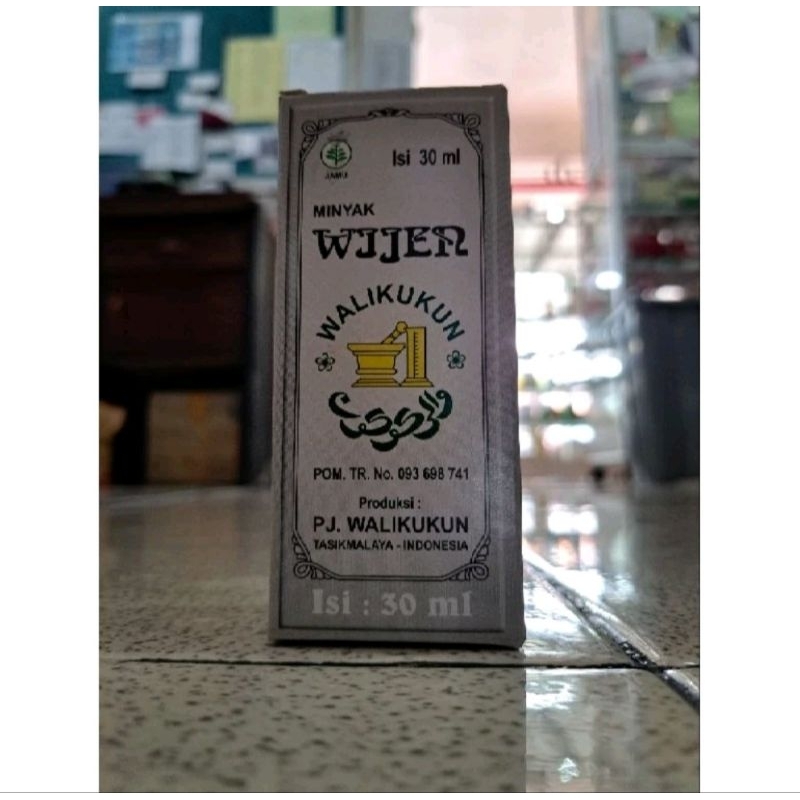 Isi 30 ml
JAMU
MINYAK
WIJEN
WALIKUKUN
POM. TR. No. 093 698 741
Produksi :
PJ. WALIKUKUN
TASIKMALAYA - INDONESIA
Isi : 30 ml